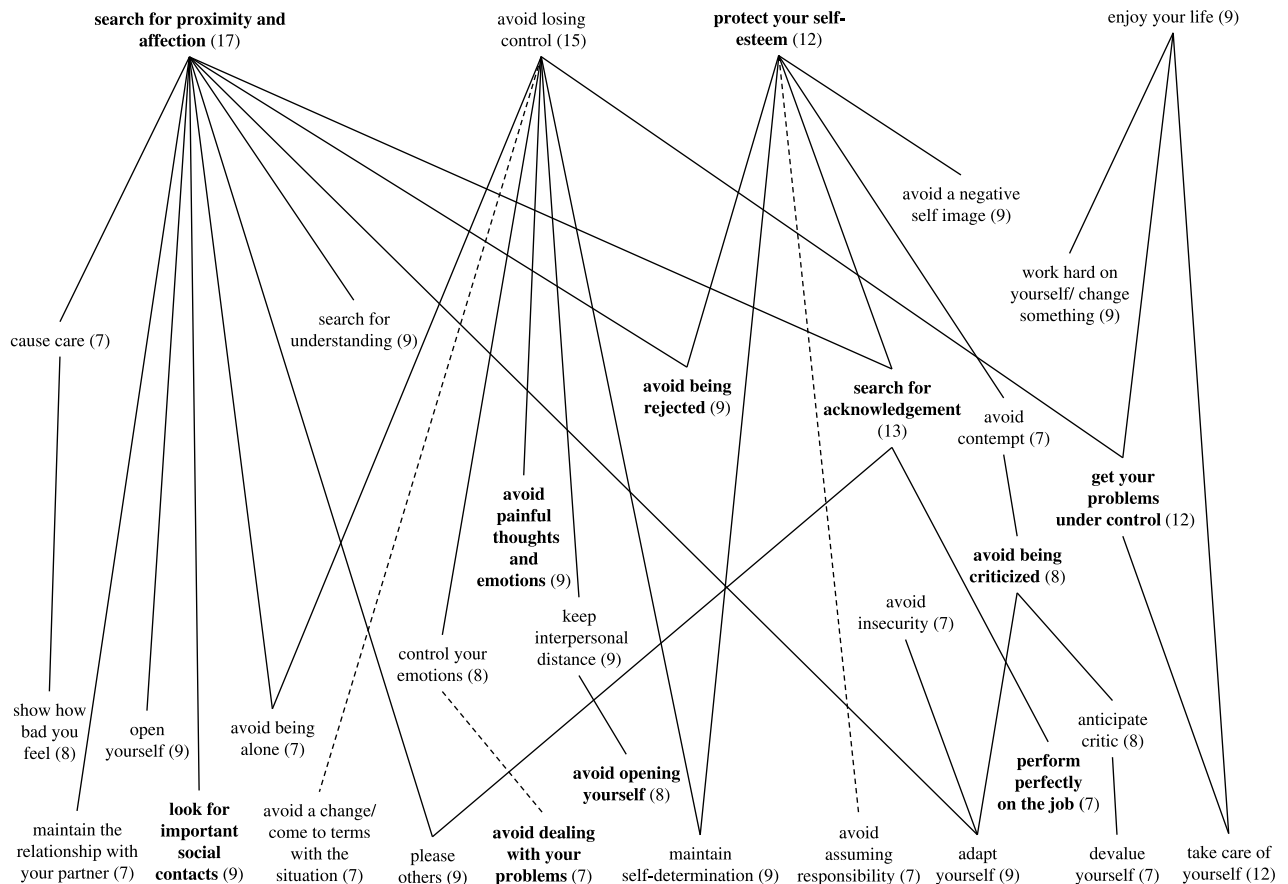 search for proximity and
affection (17)
avoid losing
control (15)
protect your self-
esteem (12)
enjoy your life (9)
avoid a negative
self image (9)
work hard on
yourself/ change
something (9)
cause care (7)
search for
understanding (9)
avoid being
rejected (9)
search for
acknowledgement
(13)
avoid
contempt (7)
get your
problems
under control (12)
avoid
painful
thoughts
and
emotions (9)
avoid being
criticized (8)
avoid
insecurity (7)
keep
interpersonal
distance (9)
control your
emotions (8)
show how
bad you
feel (8)
open
yourself (9)
avoid being
alone (7)
anticipate
critic (8)
perform
perfectly
on the job (7)
avoid opening
yourself (8)
maintain the
relationship with
your partner (7)
look for
important
social
contacts (9)
avoid a change/
come to terms
with the
situation (7)
please
others (9)
avoid dealing
with your
problems (7)
maintain
self-determination (9)
avoid
assuming
responsibility (7)
adapt
yourself (9)
devalue
yourself (7)
take care of
yourself (12)